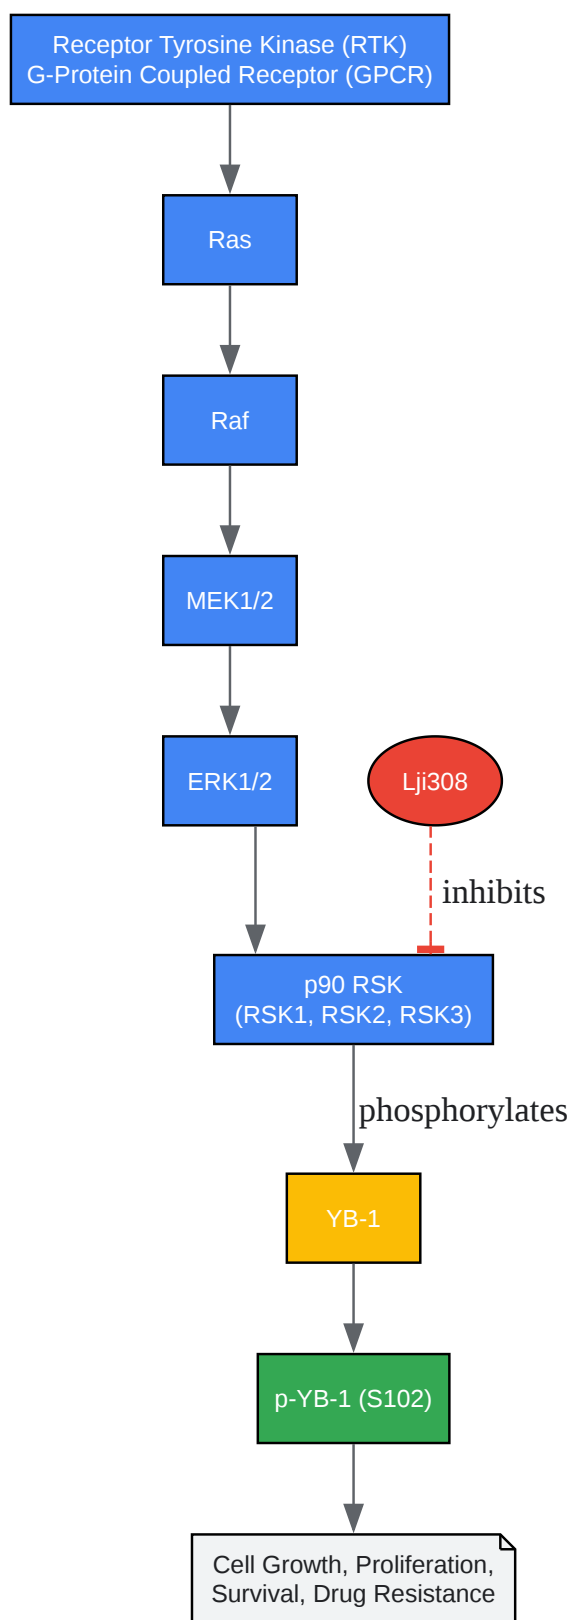 Receptor Tyrosine Kinase (RTK)
G-Protein Coupled Receptor (GPCR)
Ras
Raf
MEK1/2
ERK1/2
Lji308
inhibits
p90 RSK
(RSK1, RSK2, RSK3)
phosphorylates
YB-1
p-YB-1 (S102)
Cell Growth, Proliferation,
Survival, Drug Resistance